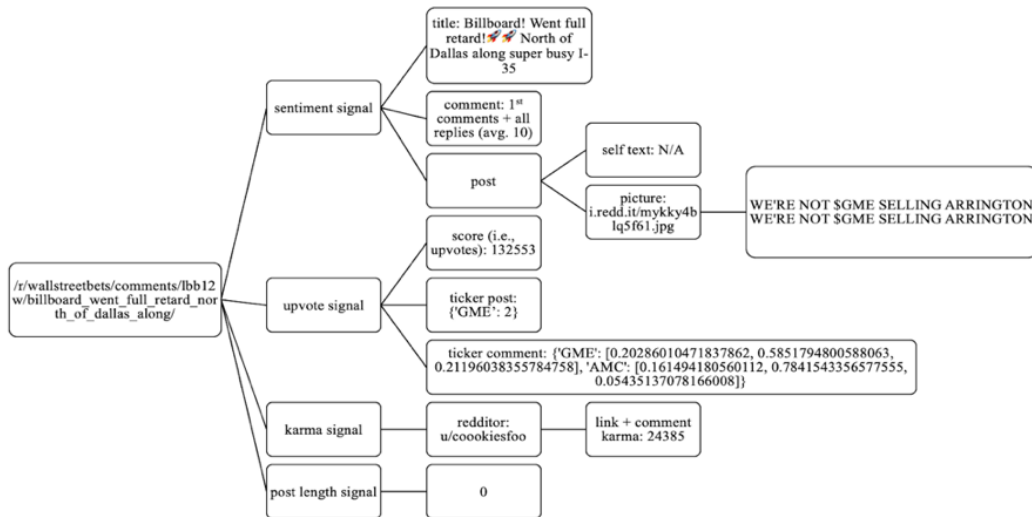 title: Billboard! Went full
retard!🚀🚀 North of
Dallas along super busy I-
35
sentiment signal
comment: 1st
comments + all
replies (avg. 10)
post
self text: N/A
picture:
i.redd.it/mykky4b
lq5f61.jpg
WE'RE NOT $GME SELLING ARRINGTON
WE'RE NOT $GME SELLING ARRINGTON
/r/wallstreetbets/comments/lbb12
w/billboard_went_full_retard_nor
th_of_dallas_along/
upvote signal
score (i.e.,
upvotes): 132553
ticker post:
{'GME': 2}
ticker comment: {'GME': [0.20286010471837862, 0.5851794800588063,
0.21196038355784758], 'AMC': [0.161494180560112, 0.7841543356577555,
0.05435137078166008]}
karma signal
redditor:
u/coookiesfoo
link + comment
karma: 24385
post length signal
0